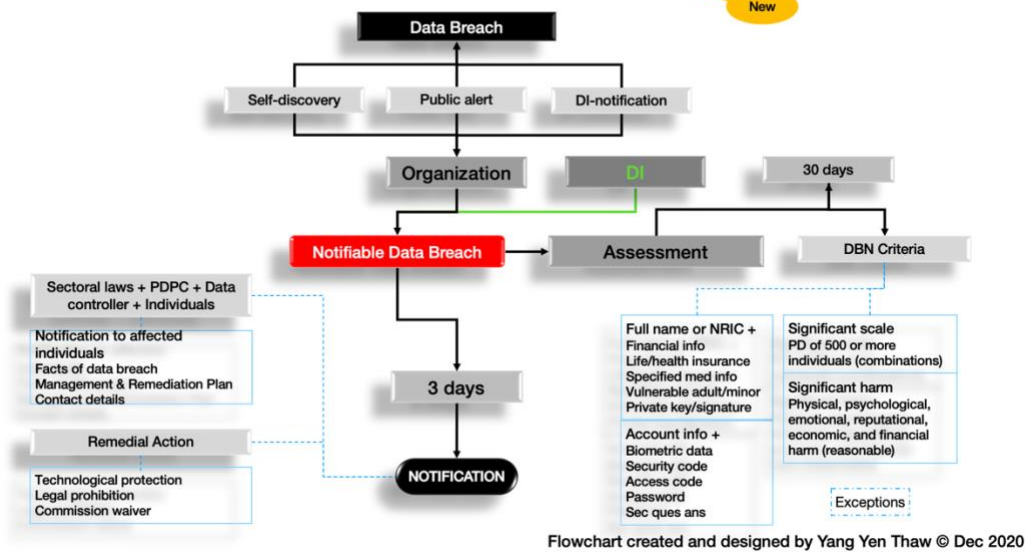 New
Data Breach
Self-discovery
Public alert
DI-notification
Organization
DI
30 days
Notifiable Data Breach
Assessment
DBN Criteria
Sectoral laws + PDPC + Data
controller + Individuals
Notification to affected
individuals
Facts of data breach
Management & Remediation Plan
Contact details
3 days
Remedial Action
Technological protection
Legal prohibition
Commission waiver
NOTIFICATION
Full name or NRIC +
Financial info
Life/health insurance
Specified med info
Vulnerable adult/minor
Private key/signature
Account info +
Biometric data
Security code
Access code
Password
Sec ques ans
Significant scale
PD of 500 or more
individuals (combinations)
Significant harm
Physical, psychological,
emotional, reputational,
economic, and financial
harm (reasonable)
Exceptions
Flowchart created and designed by Yang Yen Thaw © Dec 2020